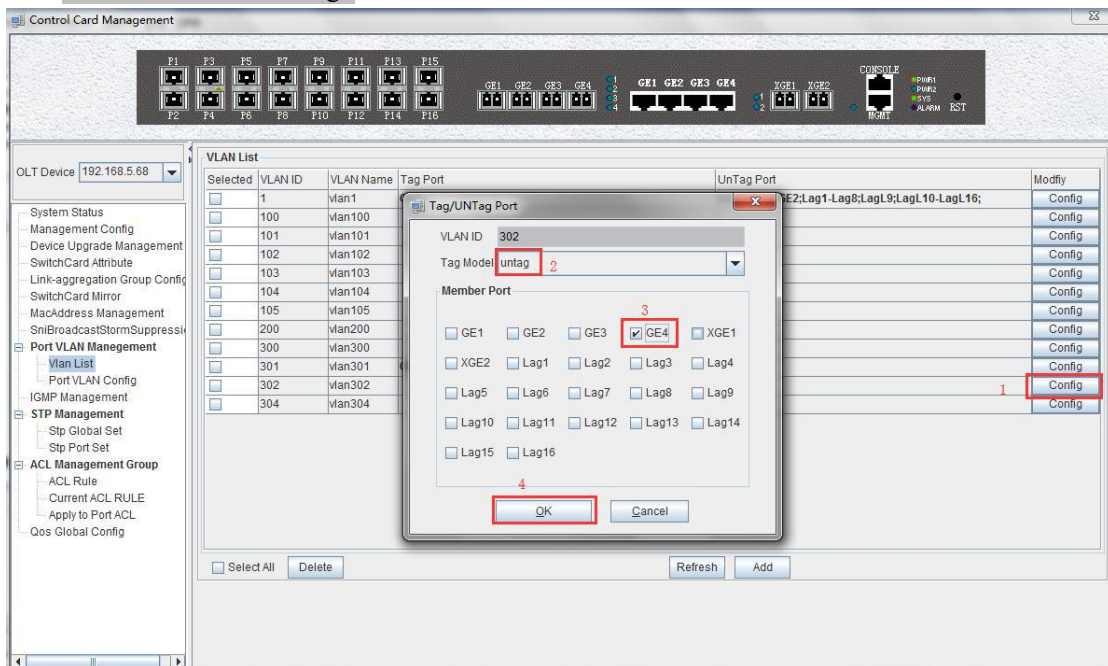 Control Card Management
P1 P3 P5 P7 P9 P11 P13 P15
GE1 GE2 GE3 GE4
1
2
3
4
GE1 GE2 GE3 GE4
1
2
XGE1 XGE2
CONSOLE
MGMT
PWR1
PWR2
SYS
ALARM
RST
P2 P4 P6 P8 P10 P12 P14 P16
OLT Device 192.168.5.68
System Status
Management Config
Device Upgrade Management
SwitchCard Attribute
Link-aggregation Group Config
SwitchCard Mirror
MacAddress Management
SniBroadcastStormSuppressi
Port VLAN Manegement
Vlan List
Port VLAN Config
IGMP Management
STP Management
Stp Global Set
Stp Port Set
ACL Management Group
ACL Rule
Current ACL RULE
Apply to Port ACL
Qos Global Config
VLAN List
Selected VLAN ID VLAN Name Tag Port UnTag Port Modfiy
1 vlan1 GE2;Lag1-Lag8;LagL9;LagL10-LagL16; Config
100 vlan100 Config
101 vlan101 Config
102 vlan102 Config
103 vlan103 Config
104 vlan104 Config
105 vlan105 Config
200 vlan200 Config
300 vlan300 Config
301 vlan301 Config
302 vlan302 1 Config
304 vlan304 Config
Tag/UNTag Port
VLAN ID 302
Tag Model untag 2
Member Port
3
GE1 GE2 GE3 GE4 XGE1
XGE2 Lag1 Lag2 Lag3 Lag4
Lag5 Lag6 Lag7 Lag8 Lag9
Lag10 Lag11 Lag12 Lag13 Lag14
Lag15 Lag16
4
OK Cancel
Select All Delete Refresh Add